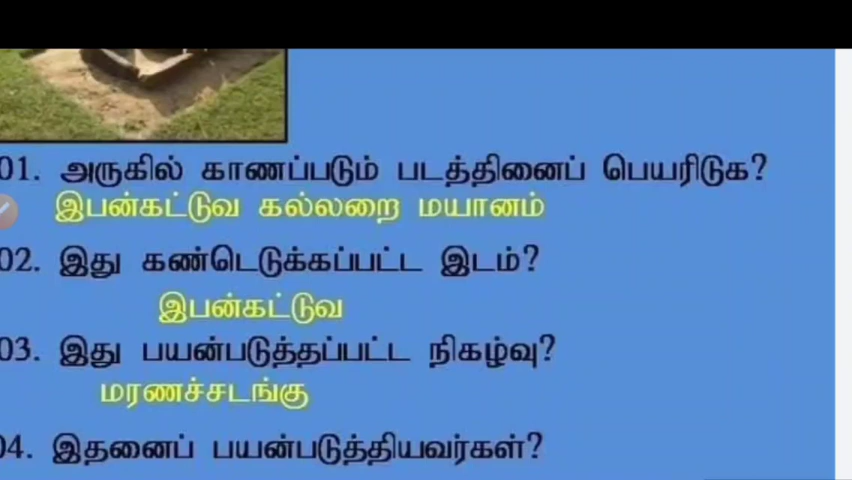 01. அருகில் காணப்படும் படத்தினைப் பெயரிடுக?
இபன்கட்டுவ கல்லறை மயானம்
02. இது கண்டெடுக்கப்பட்ட இடம்?
இபன்கட்டுவ
03. இது பயன்படுத்தப்பட்ட நிகழ்வு?
மரணச்சடங்கு
04. இதனைப் பயன்படுத்தியவர்கள்?